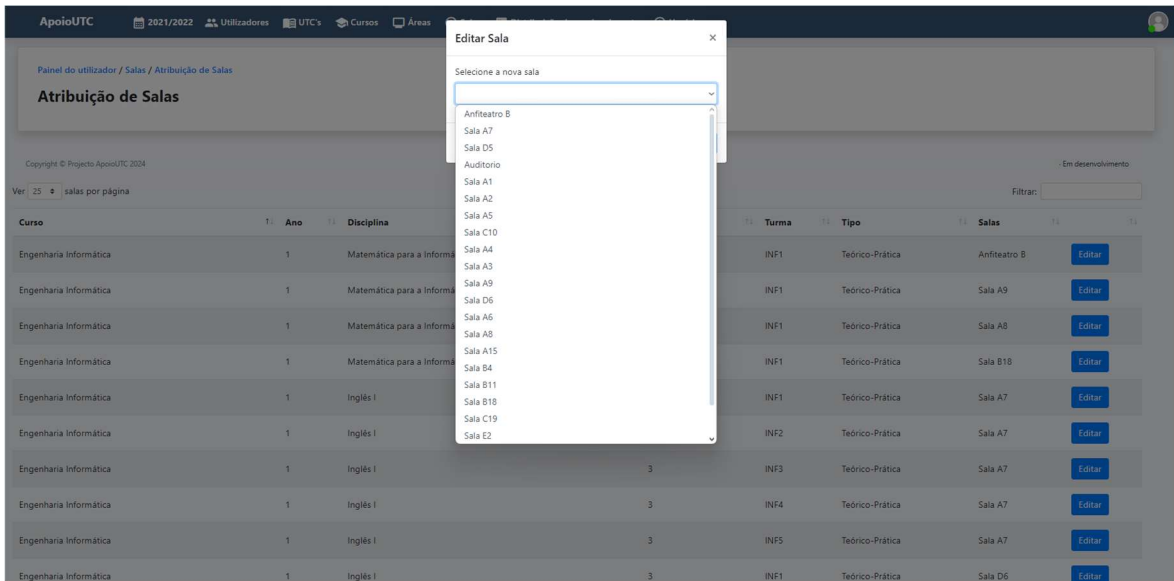 ApoioUTC 2021/2022 Utilizadores UTC's Cursos Áreas
Editar Sala ×
Selecione a nova sala
Painel do utilizador / Salas / Atribuição de Salas
Atribuição de Salas
Anfiteatro B
Sala A7
Sala D5
Auditorio
Sala A1
Sala A2
Sala A5
Sala C10
Sala A4
Sala A3
Sala A9
Sala D6
Sala A6
Sala A8
Sala A15
Sala B4
Sala B11
Sala B18
Sala C19
Sala E2
Copyright © Projecto ApoioUTC 2024 - Em desenvolvimento
Ver 25 salas por página Filtrar:
Curso Ano Disciplina Turma Tipo Salas
Engenharia Informática 1 Matemática para a Informá INF1 Teórico-Prática Anfiteatro B Editar
Engenharia Informática 1 Matemática para a Informá INF1 Teórico-Prática Sala A9 Editar
Engenharia Informática 1 Matemática para a Informá INF1 Teórico-Prática Sala A8 Editar
Engenharia Informática 1 Matemática para a Informá INF1 Teórico-Prática Sala B18 Editar
Engenharia Informática 1 Inglês I INF1 Teórico-Prática Sala A7 Editar
Engenharia Informática 1 Inglês I INF2 Teórico-Prática Sala A7 Editar
Engenharia Informática 1 Inglês I 3 INF3 Teórico-Prática Sala A7 Editar
Engenharia Informática 1 Inglês I 3 INF4 Teórico-Prática Sala A7 Editar
Engenharia Informática 1 Inglês I 3 INF5 Teórico-Prática Sala A7 Editar
Engenharia Informática 1 Inglês I 3 INF1 Teórico-Prática Sala D6 Editar